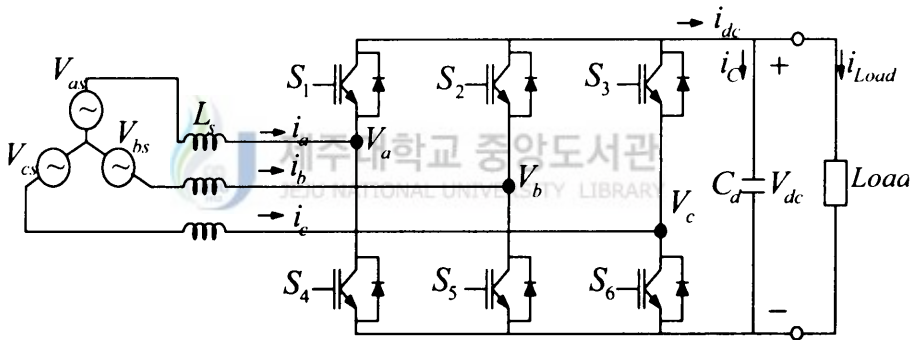 i_dc
V_as
S_1
S_2
S_3
i_C
+
i_Load
L_s
i_a
V_a
V_bs
V_cs
제주대학교 중앙도서관
i_b
V_b
JEJU NATIONAL UNIVERSITY LIBRARY
C_d
V_dc
Load
i_c
V_c
S_4
S_5
S_6
−